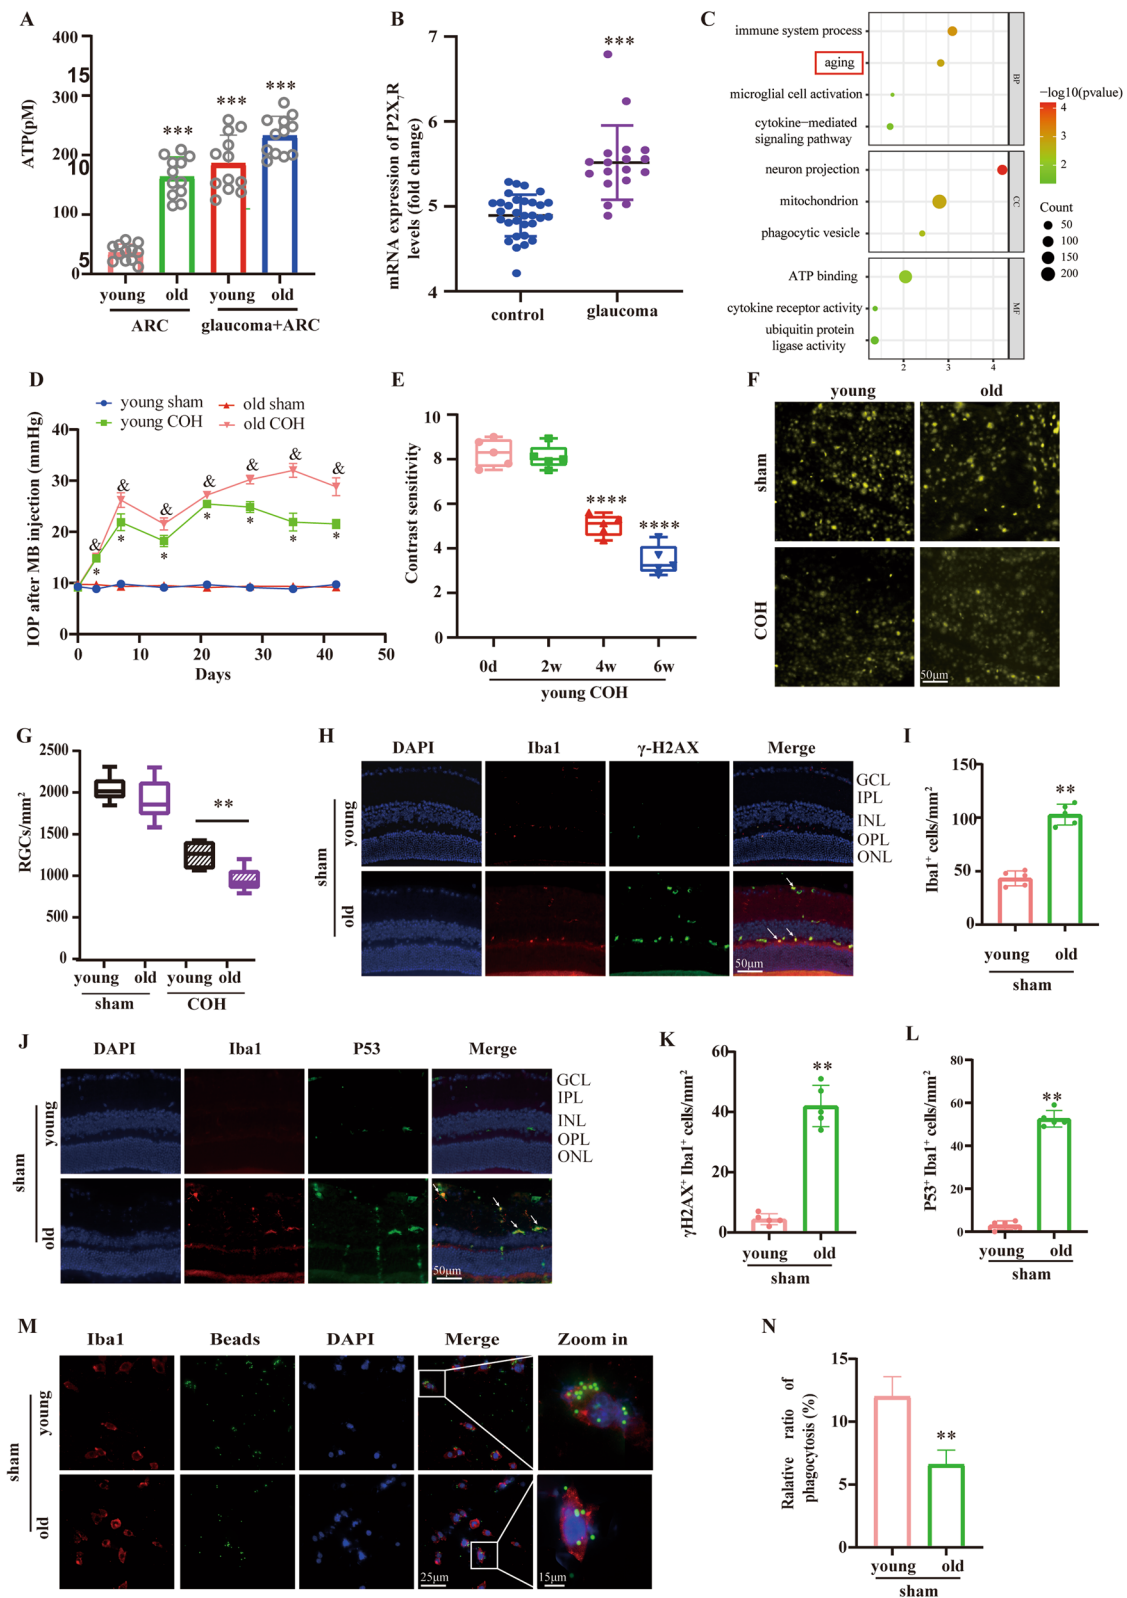 A
ATP(pM)
400
15
300
200
10
100
5
0
***
***
***
young old young old
ARC glaucoma+ARC
B
mRNA expression of P2X7R
levels (fold change)
7
6
5
4
***
control glaucoma
C
immune system process
aging
microglial cell activation
cytokine−mediated
signaling pathway
neuron projection
mitochondrion
phagocytic vesicle
ATP binding
cytokine receptor activity
ubiquitin protein
ligase activity
BP
CC
MF
2 3 4
−log10(pvalue)
4
3
2
Count
50
100
150
200
D
young sham
young COH
old sham
old COH
IOP after MB injection (mmHg)
40
30
20
10
0
& & & & & & &
* * * * * * *
0 10 20 30 40 50
Days
E
Contrast sensitivity
10
8
6
4
2
0
****
****
0d 2w 4w 6w
young COH
F
young old
sham
COH
50μm
G
RGCs/mm²
2500
2000
1500
1000
500
0
**
young old young old
sham COH
H
DAPI Iba1 γ-H2AX Merge
sham
young
old
GCL
IPL
INL
OPL
ONL
50μm
I
Iba1⁺ cells/mm²
150
100
50
0
**
young old
sham
J
DAPI Iba1 P53 Merge
sham
young
old
GCL
IPL
INL
OPL
ONL
50μm
K
γH2AX⁺ Iba1⁺ cells/mm²
60
40
20
0
**
young old
sham
L
P53⁺ Iba1⁺ cells/mm²
80
60
40
20
0
**
young old
sham
M
Iba1 Beads DAPI Merge Zoom in
sham
young
old
25μm
15μm
N
Ralative ratio of
phagocytosis (%)
15
10
5
0
**
young old
sham